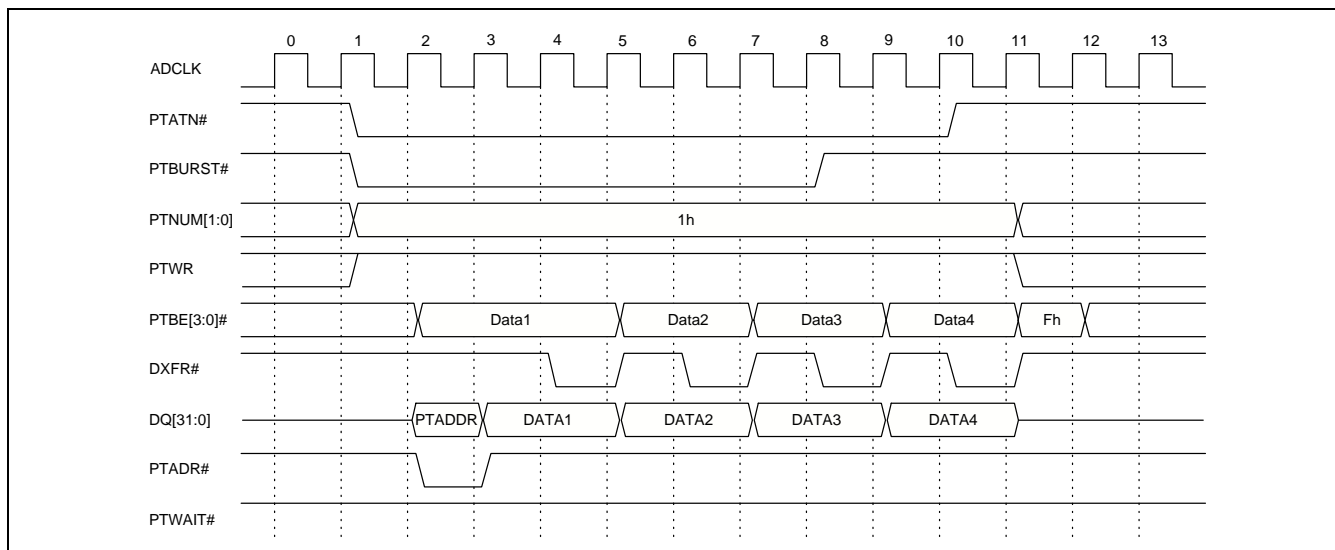 0 1 2 3 4 5 6 7 8 9 10 11 12 13
ADCLK
PTATN#
PTBURST#
PTNUM[1:0] 1h
PTWR
PTBE[3:0]# Data1 Data2 Data3 Data4 Fh
DXFR#
DQ[31:0] PTADDR DATA1 DATA2 DATA3 DATA4
PTADR#
PTWAIT#